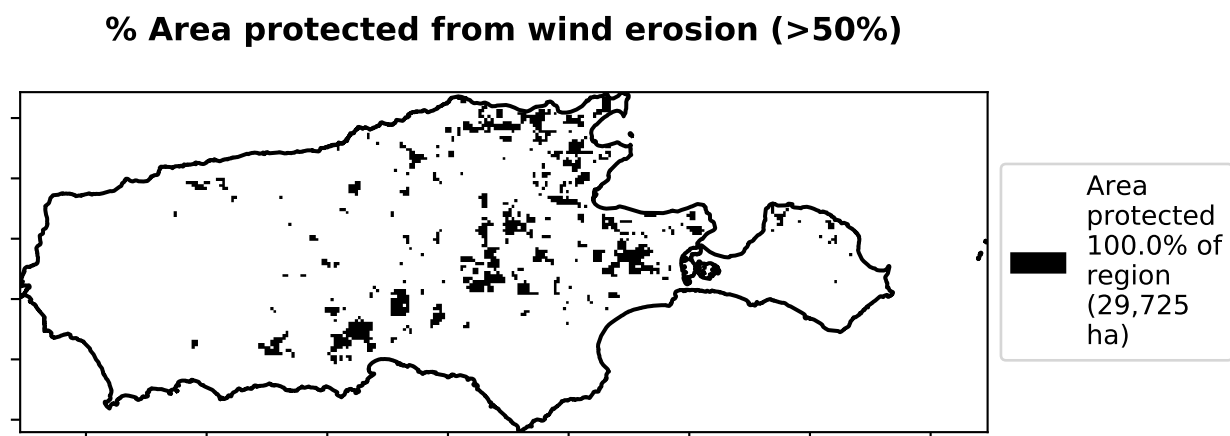 % Area protected from wind erosion (>50%)
Area
protected
100.0% of
region
(29,725
ha)